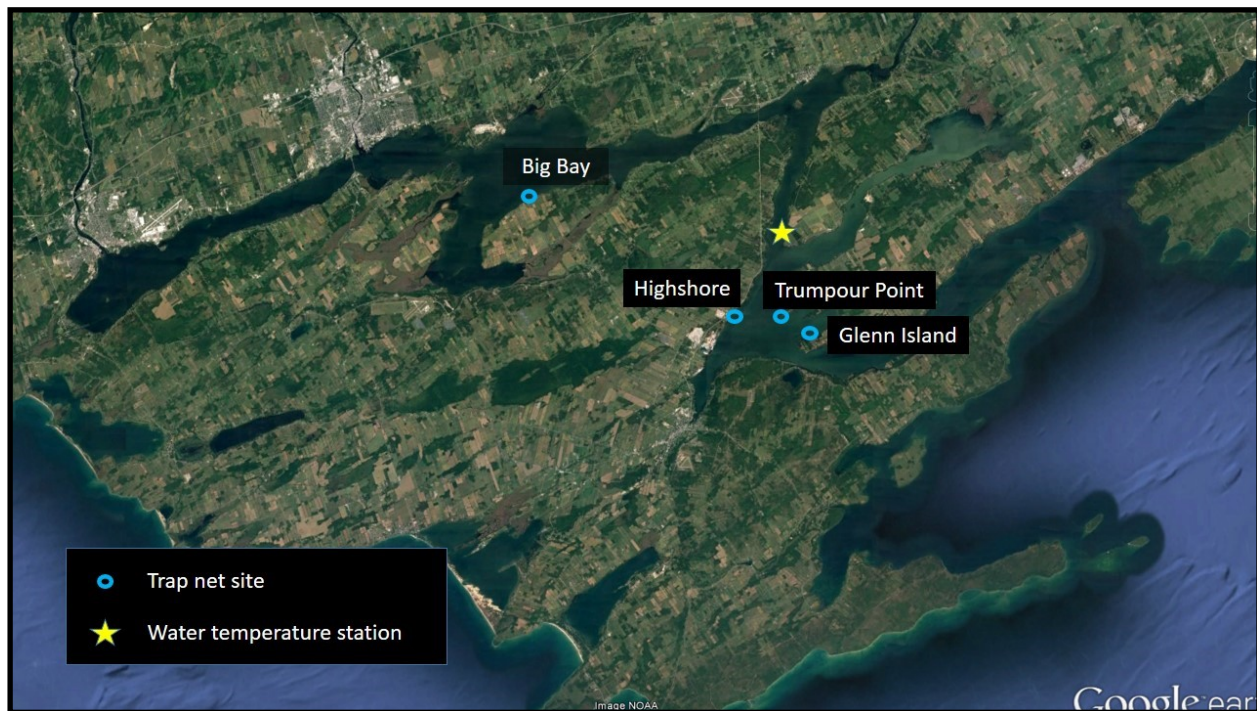 Big Bay
Highshore
Trumpour Point
Glenn Island
Trap net site
Water temperature station
Image NOAA
Google ear